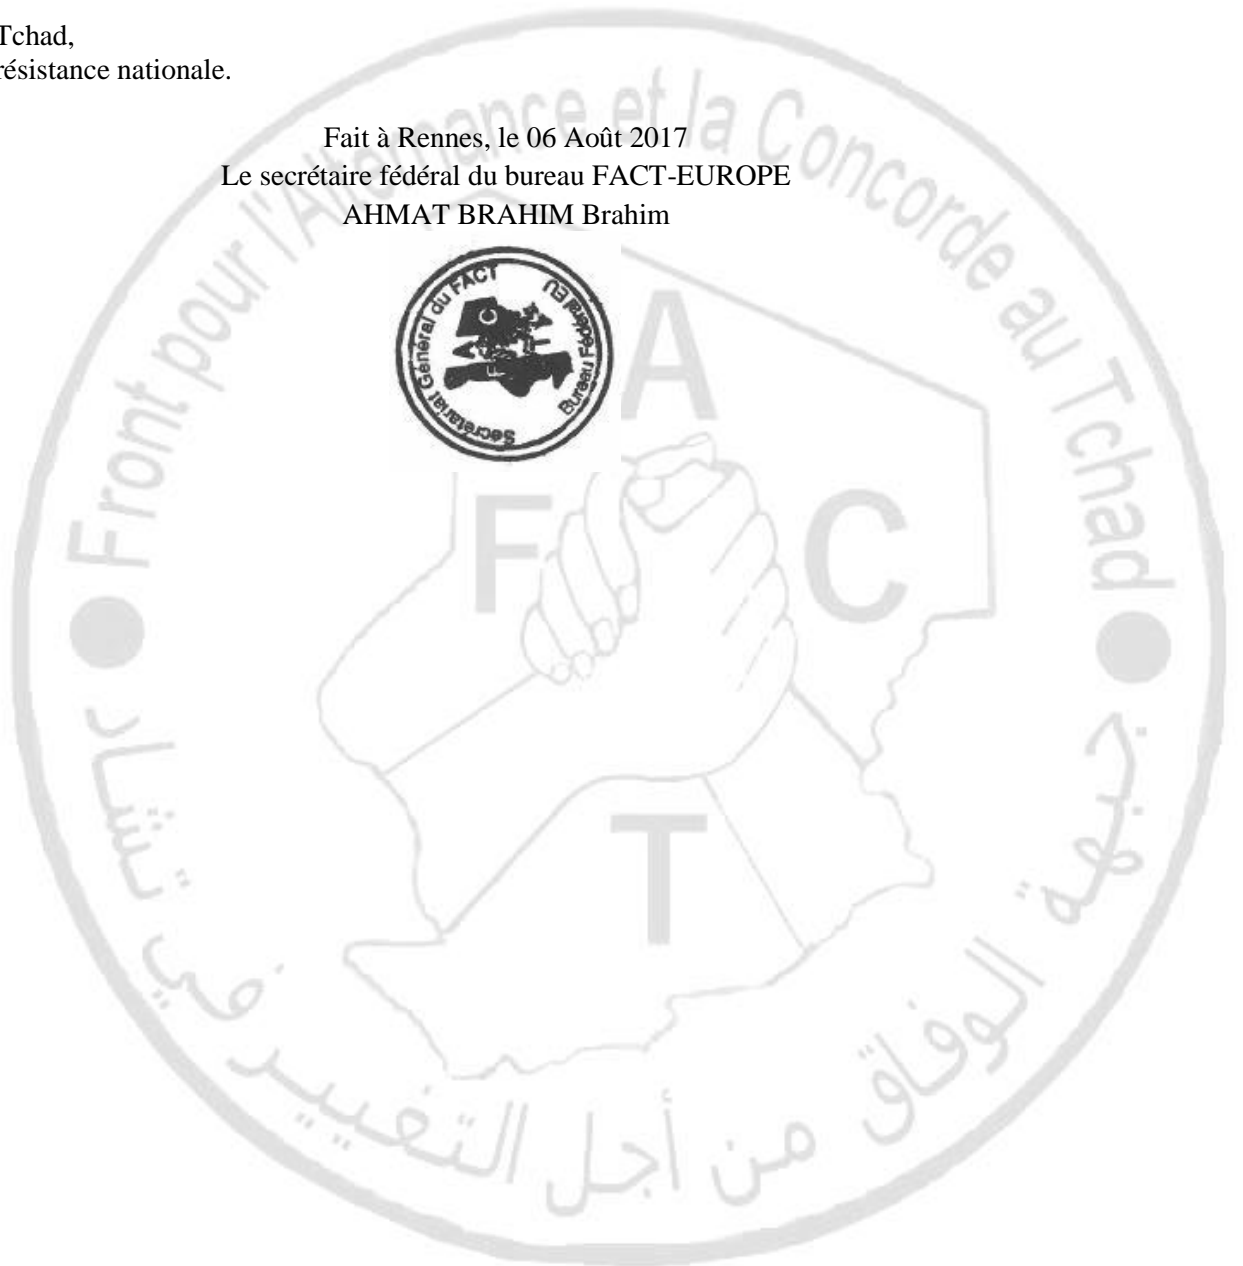 Tchad,
résistance nationale.
Fait à Rennes, le 06 Août 2017
Le secrétaire fédéral du bureau FACT-EUROPE
AHMAT BRAHIM Brahim
Secrétariat Général du FACT
Bureau Fédéral EU
Front pour l'Alternance et la Concorde au Tchad
A
F C
T
جبهة الوفاق من أجل التغيير في تشاد